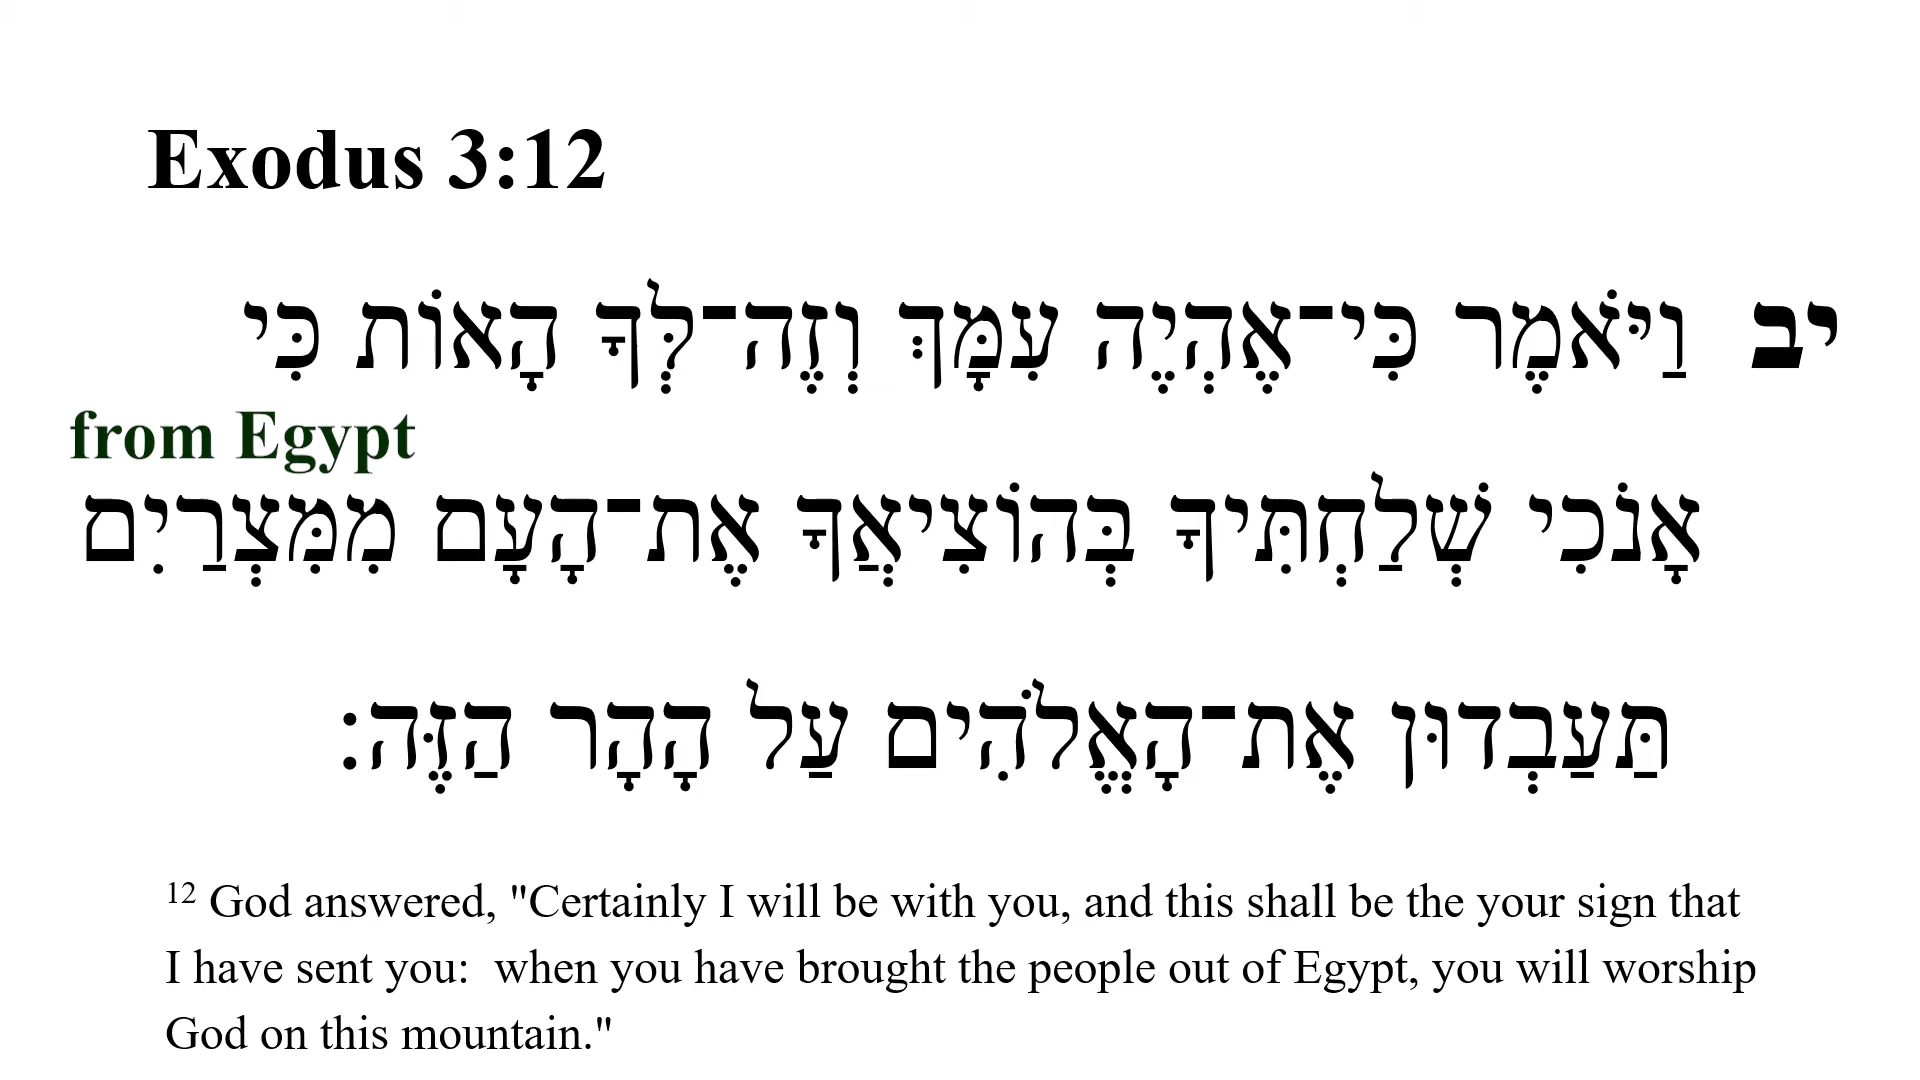 Exodus 3:12
יב וַיֹּאמֶר כִּי־אֶהְיֶה עִמָּךְ וְזֶה־לְּךָ הָאוֹת כִּי
from Egypt
אָנֹכִי שְׁלַחְתִּיךָ בְּהוֹצִיאֲךָ אֶת־הָעָם מִמִּצְרַיִם
תַּעַבְדוּן אֶת־הָאֱלֹהִים עַל הָהָר הַזֶּה׃
12 God answered, "Certainly I will be with you, and this shall be the your sign that
I have sent you:  when you have brought the people out of Egypt, you will worship
God on this mountain."